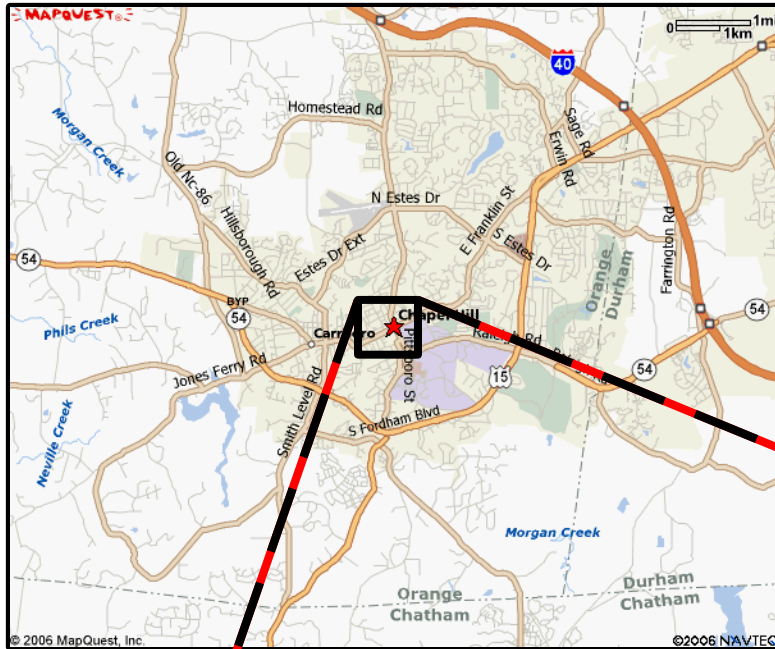 MAPQUEST®
1mi
0
1km
40
Homestead Rd
Sage Rd
Erwin Rd
Morgan Creek
Old Nc-86
N Estes Dr
Hillsborough Rd
E Franklin St
Estes Dr Ext
S Estes Dr
Farrington Rd
Orange
Durham
54
BYP
54
Chapel Hill
54
Phils Creek
Carrboro
Raleigh Rd
Pittsboro St
Jones Ferry Rd
15
54
Smith Level Rd
S Fordham Blvd
Neville Creek
Morgan Creek
Orange
Chatham
Durham
Chatham
© 2006 MapQuest, Inc.
©2006 NAVTEQ